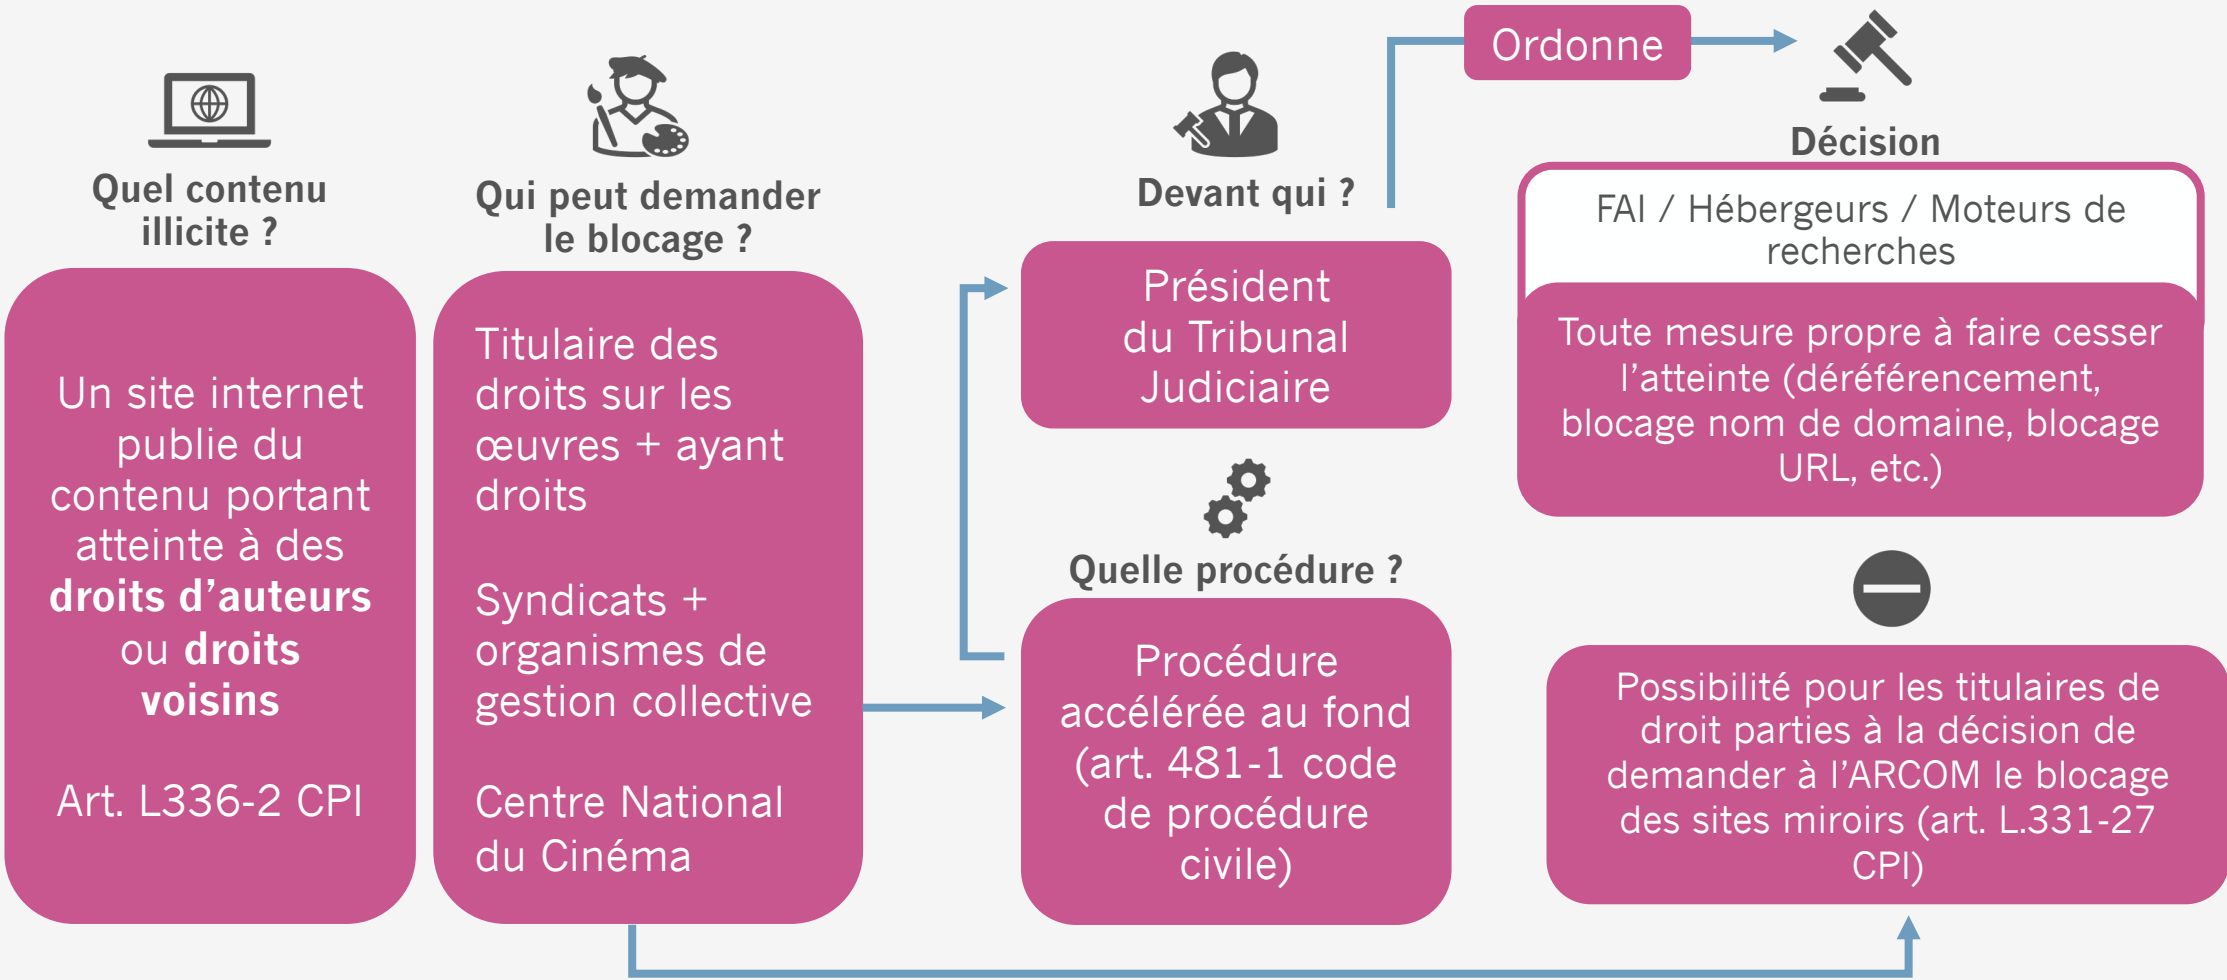 Quel contenu
illicite ?
Un site internet
publie du
contenu portant
atteinte à des
droits d'auteurs
ou droits
voisins
Art. L336-2 CPI
Qui peut demander
le blocage ?
Titulaire des
droits sur les
œuvres + ayant
droits
Syndicats +
organismes de
gestion collective
Centre National
du Cinéma
Devant qui ?
Président
du Tribunal
Judiciaire
Quelle procédure ?
Procédure
accélérée au fond
(art. 481-1 code
de procédure
civile)
Ordonne
Décision
FAI / Hébergeurs / Moteurs de
recherches
Toute mesure propre à faire cesser
l'atteinte (déréférencement,
blocage nom de domaine, blocage
URL, etc.)
Possibilité pour les titulaires de
droit parties à la décision de
demander à l'ARCOM le blocage
des sites miroirs (art. L.331-27
CPI)